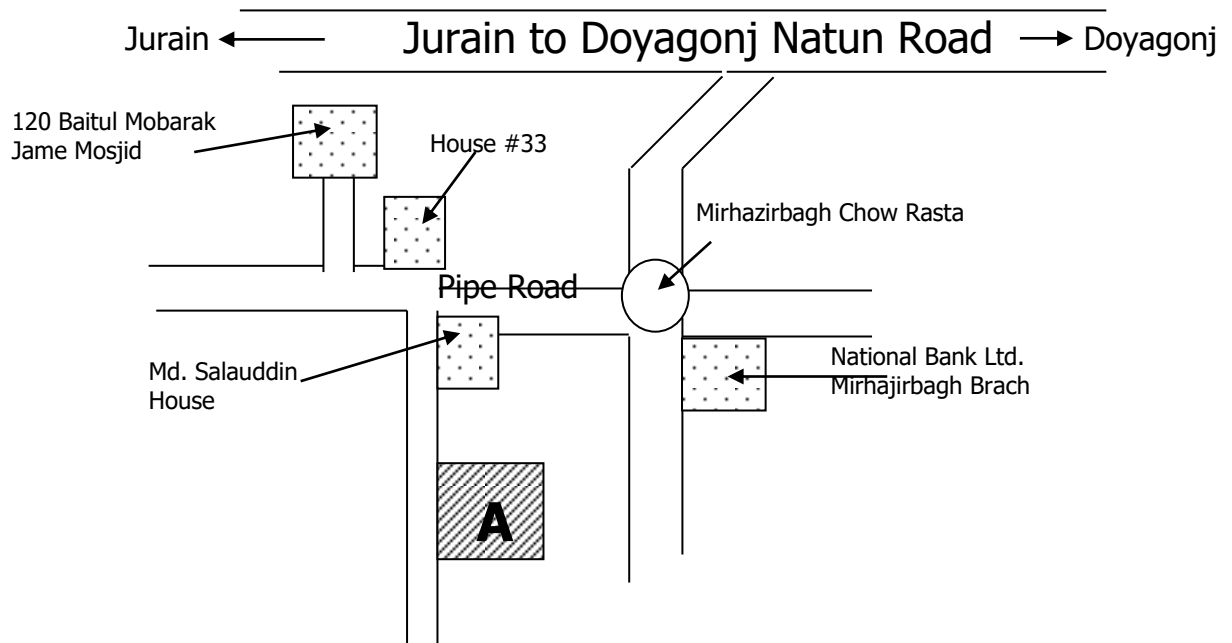 Jurain
Jurain to Doyagonj Natun Road
Doyagonj
120 Baitul Mobarak
Jame Mosjid
House #33
Mirhazirbagh Chow Rasta
Pipe Road
Md. Salauddin
House
National Bank Ltd.
Mirhajirbagh Brach
A